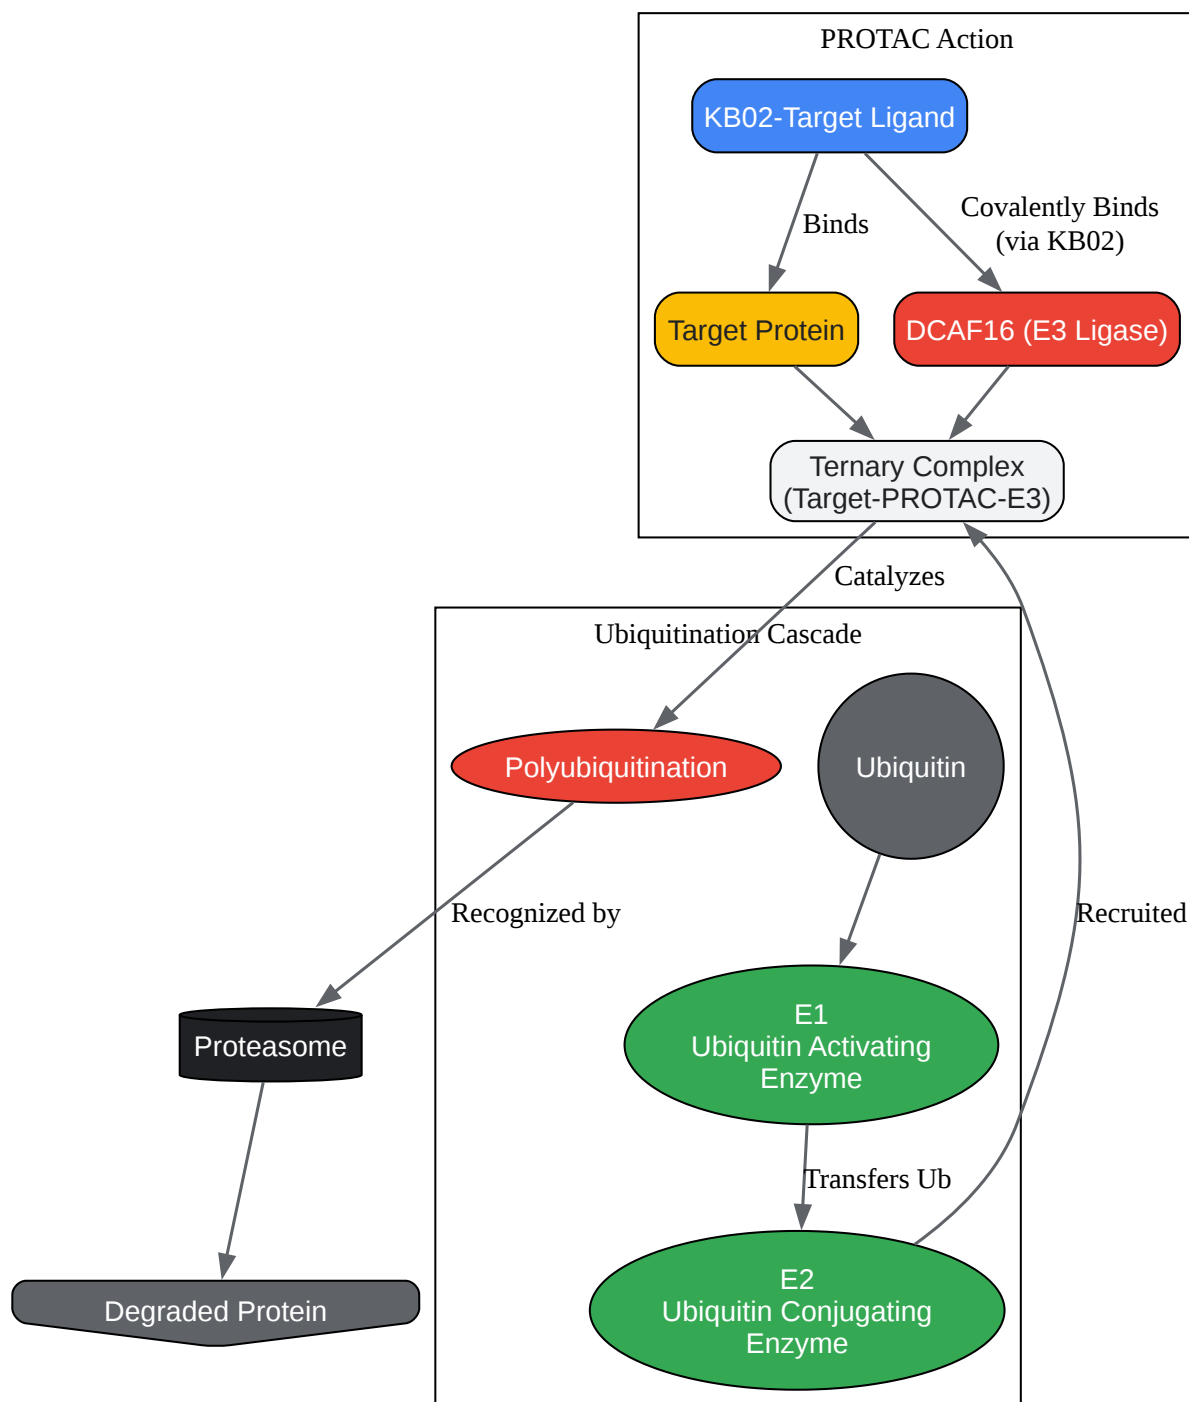 PROTAC Action
KB02-Target Ligand
Binds
Covalently Binds
(via KB02)
Target Protein
DCAF16 (E3 Ligase)
Ternary Complex
(Target-PROTAC-E3)
Catalyzes
Ubiquitination Cascade
Polyubiquitination
Ubiquitin
Recognized by
Recruited
E1
Ubiquitin Activating
Enzyme
Proteasome
Transfers Ub
E2
Ubiquitin Conjugating
Enzyme
Degraded Protein